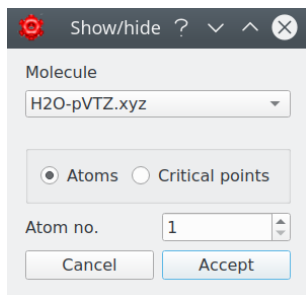 Show/hide ?
Molecule
H2O-pVTZ.xyz
Atoms Critical points
Atom no. 1
Cancel Accept